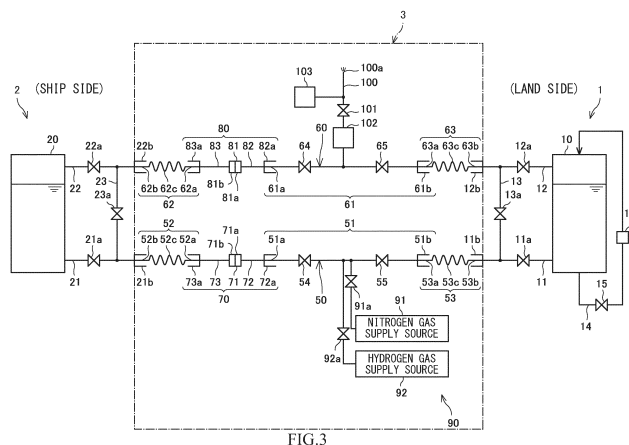 3
2 (SHIP SIDE)
(LAND SIDE) 1
100a
100
103
101
102
20
22a 22b 83a 80 83 81 82 82a 64 60 65 63a 63 63c 63b 12a 10
22 23 62b 62c 62a 81b 81a 61a 61b 12b 13 12
23a 62 61 13a
52 71a 51
21a 52b 52c 52a 71b 51a 51b 11b 11a
21 21b 73a 73 71 72 72a 54 50 55 53a 53c 53b 11
70 53
91a 91
NITROGEN GAS
SUPPLY SOURCE
92a
HYDROGEN GAS
SUPPLY SOURCE
92
90
14 15
1
FIG.3